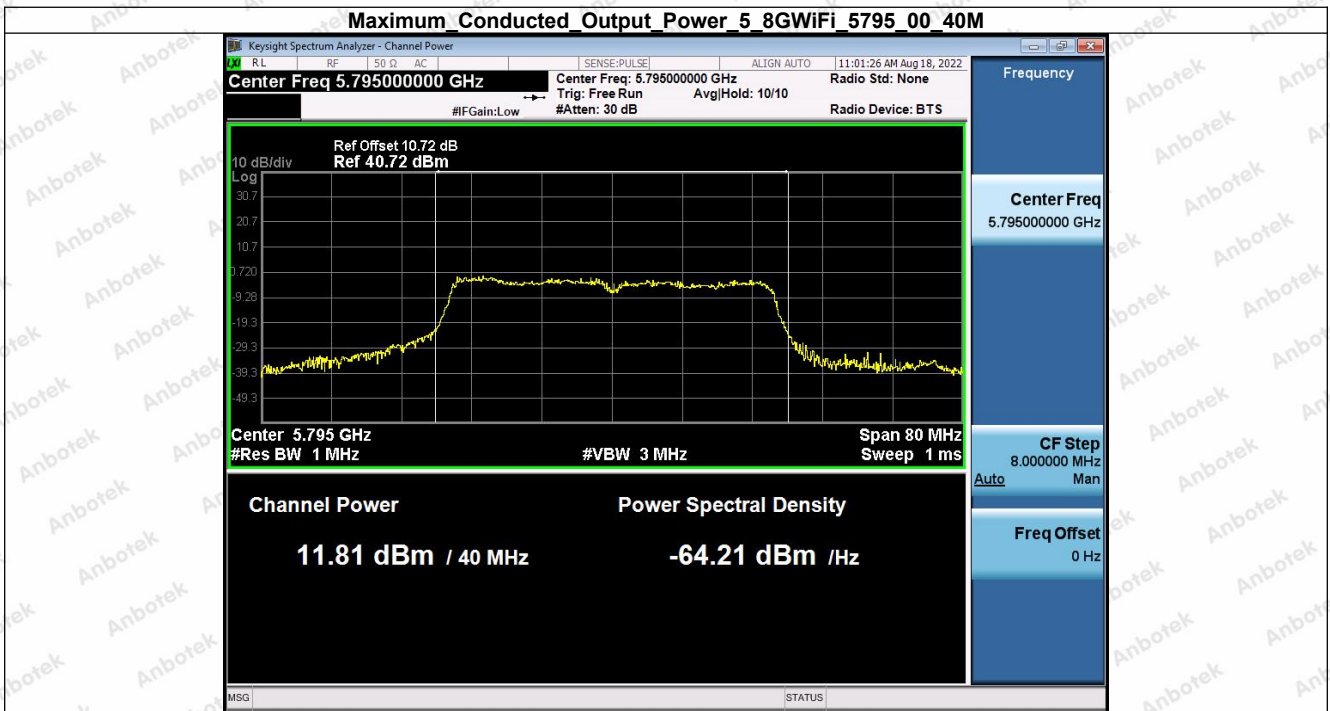 Maximum_Conducted_Output_Power_5_8GWiFi_5795_00_40M
Keysight Spectrum Analyzer - Channel Power
LXI RL RF 50 Ω AC SENSE:PULSE ALIGN AUTO 11:01:26 AM Aug 18, 2022
Center Freq 5.795000000 GHz
Center Freq: 5.795000000 GHz Radio Std: None
Trig: Free Run Avg|Hold: 10/10
#IFGain:Low #Atten: 30 dB Radio Device: BTS
Ref Offset 10.72 dB
10 dB/div Ref 40.72 dBm
Log
30.7
20.7
10.7
0.720
-9.28
-19.3
-29.3
-39.3
-49.3
Center 5.795 GHz Span 80 MHz
#Res BW 1 MHz #VBW 3 MHz Sweep 1 ms
Channel Power Power Spectral Density
11.81 dBm / 40 MHz -64.21 dBm /Hz
MSG STATUS
Frequency
Center Freq
5.795000000 GHz
CF Step
8.000000 MHz
Auto Man
Freq Offset
0 Hz
Anbotek